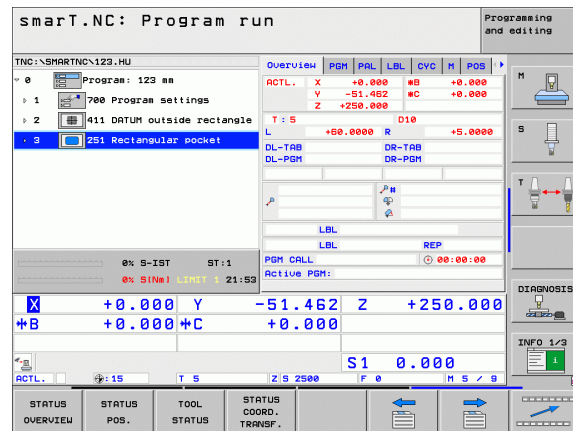 smarT.NC: Program run
Programming
and editing
TNC:\SMARTNC\123.HU
0 Program: 123 mm
1 700 Program settings
2 411 DATUM outside rectangle
3 251 Rectangular pocket
0% S-IST ST:1
0% S[Nm] LIMIT 1 21:53
Overview PGM PAL LBL CYC M POS
ACTL. X +0.000 *B +0.000
Y -51.462 *C +0.000
Z +250.000
T : 5 D10
L +60.0000 R +5.0000
DL-TAB DR-TAB
DL-PGM DR-PGM
#
LBL
LBL REP
PGM CALL 00:00:00
Active PGM:
X +0.000 Y -51.462 Z +250.000
*B +0.000 *C +0.000
S1 0.000
ACTL. : 15 T 5 Z S 2500 F 0 M 5 / 9
M
S
T
DIAGNOSIS
INFO 1/3
i
STATUS
OVERVIEW
STATUS
POS.
TOOL
STATUS
STATUS
COORD.
TRANSF.